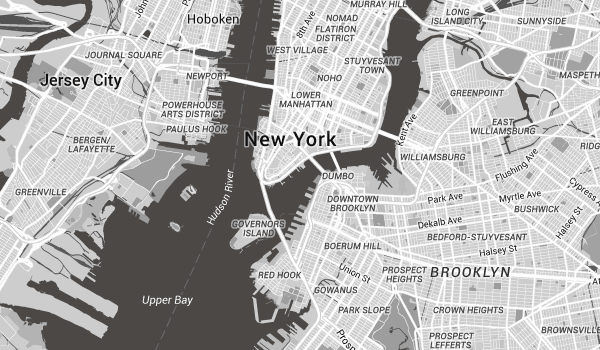 MURRAY HILL
LONG
ISLAND CITY
SUNNYSIDE
Hoboken
8th Ave
NOMAD
FLATIRON
DISTRICT
JOURNAL SQUARE
WEST VILLAGE
STUYVESANT
TOWN
Jersey City
NEWPORT
NOHO
MASPETH
LOWER
MANHATTAN
GREENPOINT
POWERHOUSE
ARTS DISTRICT
PAULUS HOOK
Kent Ave
EAST
WILLIAMSBURG
New York
BERGEN/
LAFAYETTE
WILLIAMSBURG
RIDG
Flushing Ave
DUMBO
GREENVILLE
Hudson River
DOWNTOWN
BROOKLYN
Park Ave
Myrtle Ave
Cypress A
BUSHWICK
GOVERNORS
ISLAND
Dekalb Ave
Halsey St
BEDFORD-STUYVESANT
BOERUM HILL
Halsey St
RED HOOK
Union St
PROSPECT
HEIGHTS
BROOKLYN
GOWANUS
Upper Bay
PARK SLOPE
CROWN HEIGHTS
BROWNSVILLE
Prosp
PROSPECT
LEFFERTS